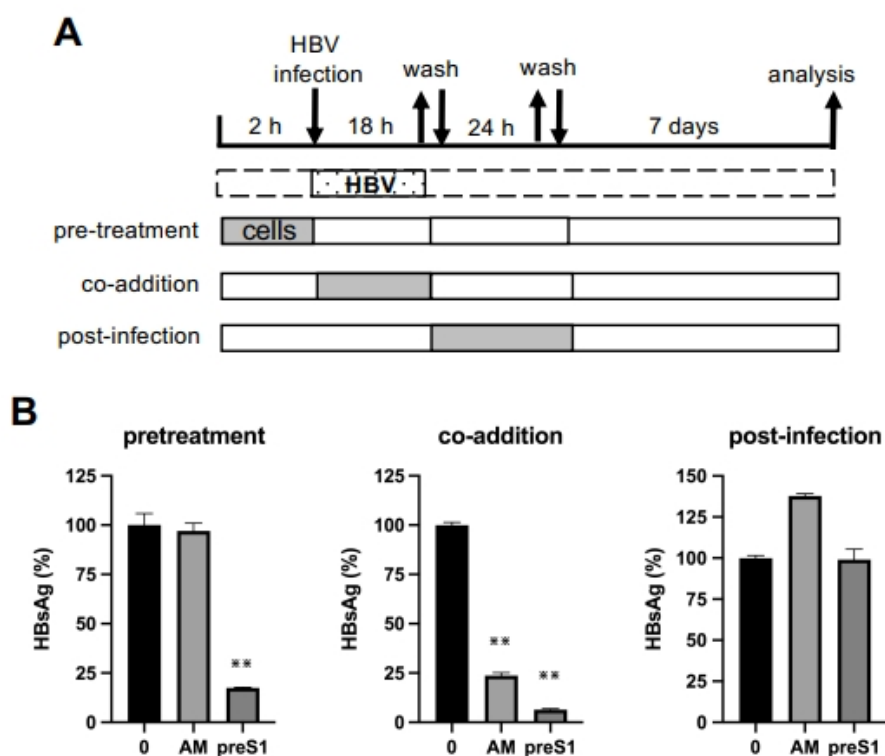 A
HBV
infection
wash
wash
analysis
2 h
18 h
24 h
7 days
HBV
pre-treatment
cells
co-addition
post-infection
B
pretreatment
co-addition
post-infection
HBsAg (%)
125
100
75
50
25
0
**
0 AM preS1
HBsAg (%)
125
100
75
50
25
0
**
**
0 AM preS1
HBsAg (%)
150
125
100
75
50
25
0
0 AM preS1